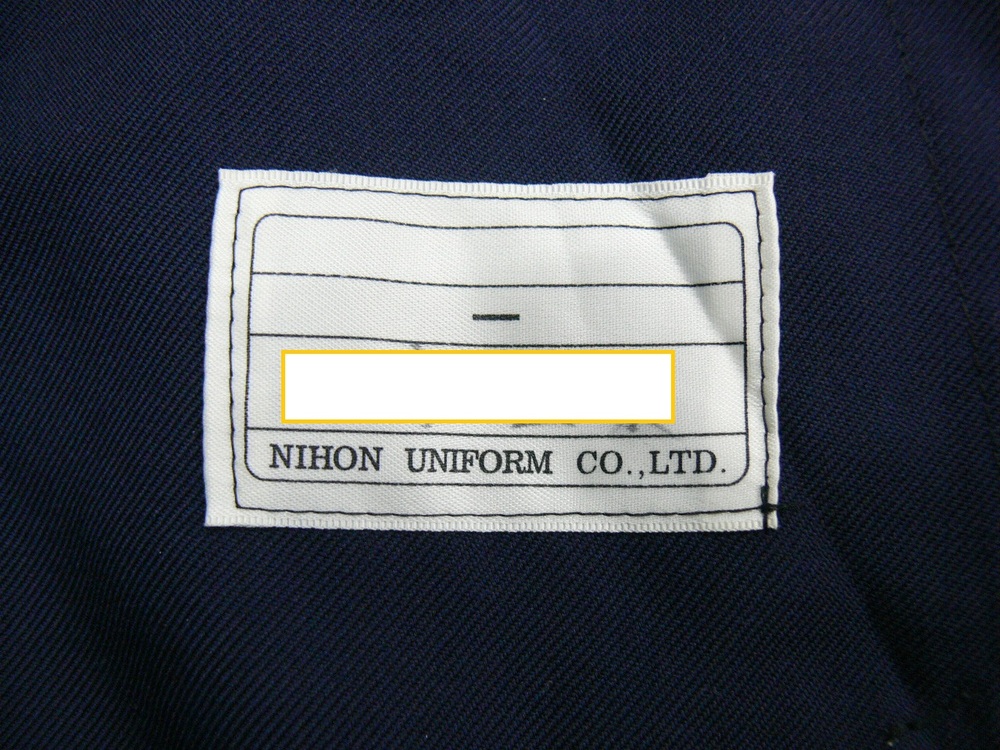 —
NIHON UNIFORM CO.,LTD.